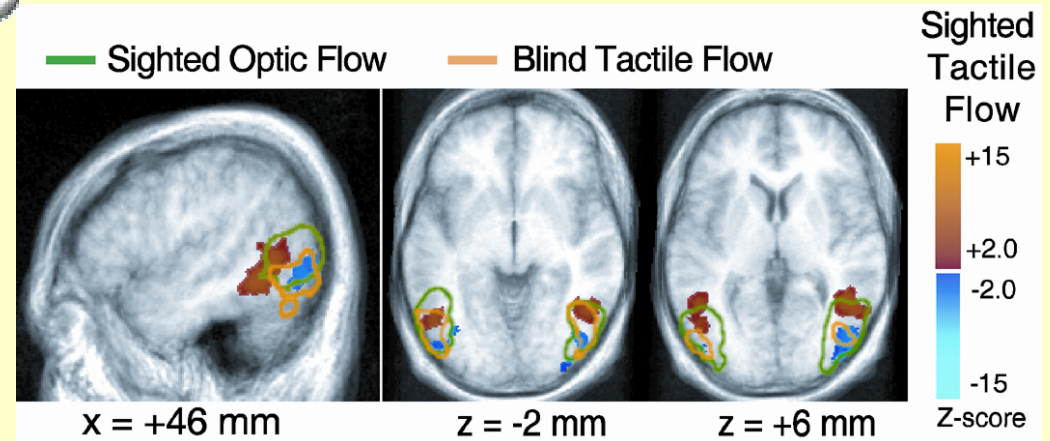 Sighted Optic Flow
Blind Tactile Flow
Sighted
Tactile
Flow
+15
+2.0
-2.0
-15
Z-score
x = +46 mm
z = -2 mm
z = +6 mm